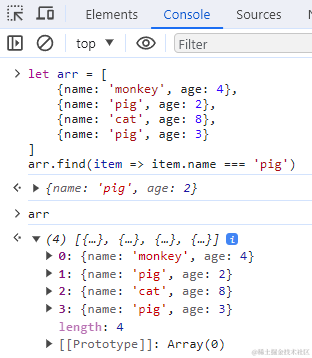 Elements Console Sources
top Filter
> let arr = [
{name: 'monkey', age: 4},
{name: 'pig', age: 2},
{name: 'cat', age: 8},
{name: 'pig', age: 3}
]
arr.find(item => item.name === 'pig')
{name: 'pig', age: 2}
> arr
(4) [{…}, {…}, {…}, {…}] i
0: {name: 'monkey', age: 4}
1: {name: 'pig', age: 2}
2: {name: 'cat', age: 8}
3: {name: 'pig', age: 3}
length: 4
[[Prototype]]: Array(0)
@稀土掘金技术社区